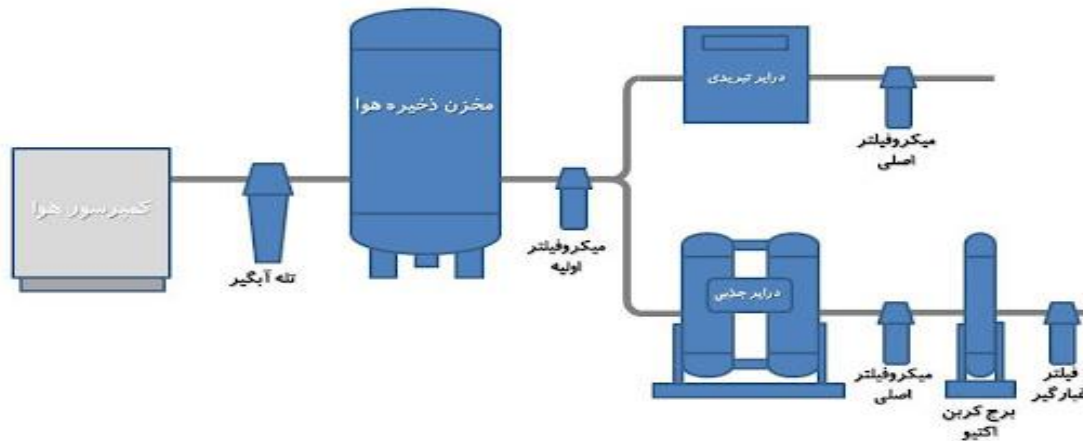 کمپرسور هوا
تله آبگیر
مخزن ذخیره هوا
میکروفیلتر
اولیه
درایر تبریدی
میکروفیلتر
اصلی
درایر جذبی
میکروفیلتر
اصلی
برج کربن
اکتیو
فیلتر
غبارگیر